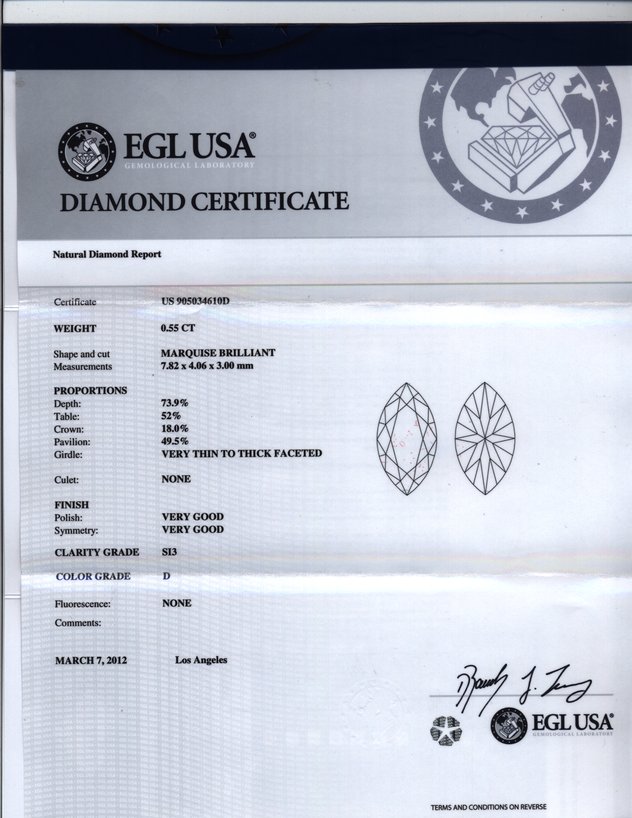 EGL USA®
GEMOLOGICAL LABORATORY
DIAMOND CERTIFICATE
Natural Diamond Report
Certificate US 905034610D
WEIGHT 0.55 CT
Shape and cut MARQUISE BRILLIANT
Measurements 7.82 x 4.06 x 3.00 mm
PROPORTIONS
Depth: 73.9%
Table: 52%
Crown: 18.0%
Pavilion: 49.5%
Girdle: VERY THIN TO THICK FACETED
Culet: NONE
FINISH
Polish: VERY GOOD
Symmetry: VERY GOOD
CLARITY GRADE SI3
COLOR GRADE D
Fluorescence: NONE
Comments:
MARCH 7, 2012 Los Angeles
EGL USA®
GEMOLOGICAL LABORATORY
TERMS AND CONDITIONS ON REVERSE